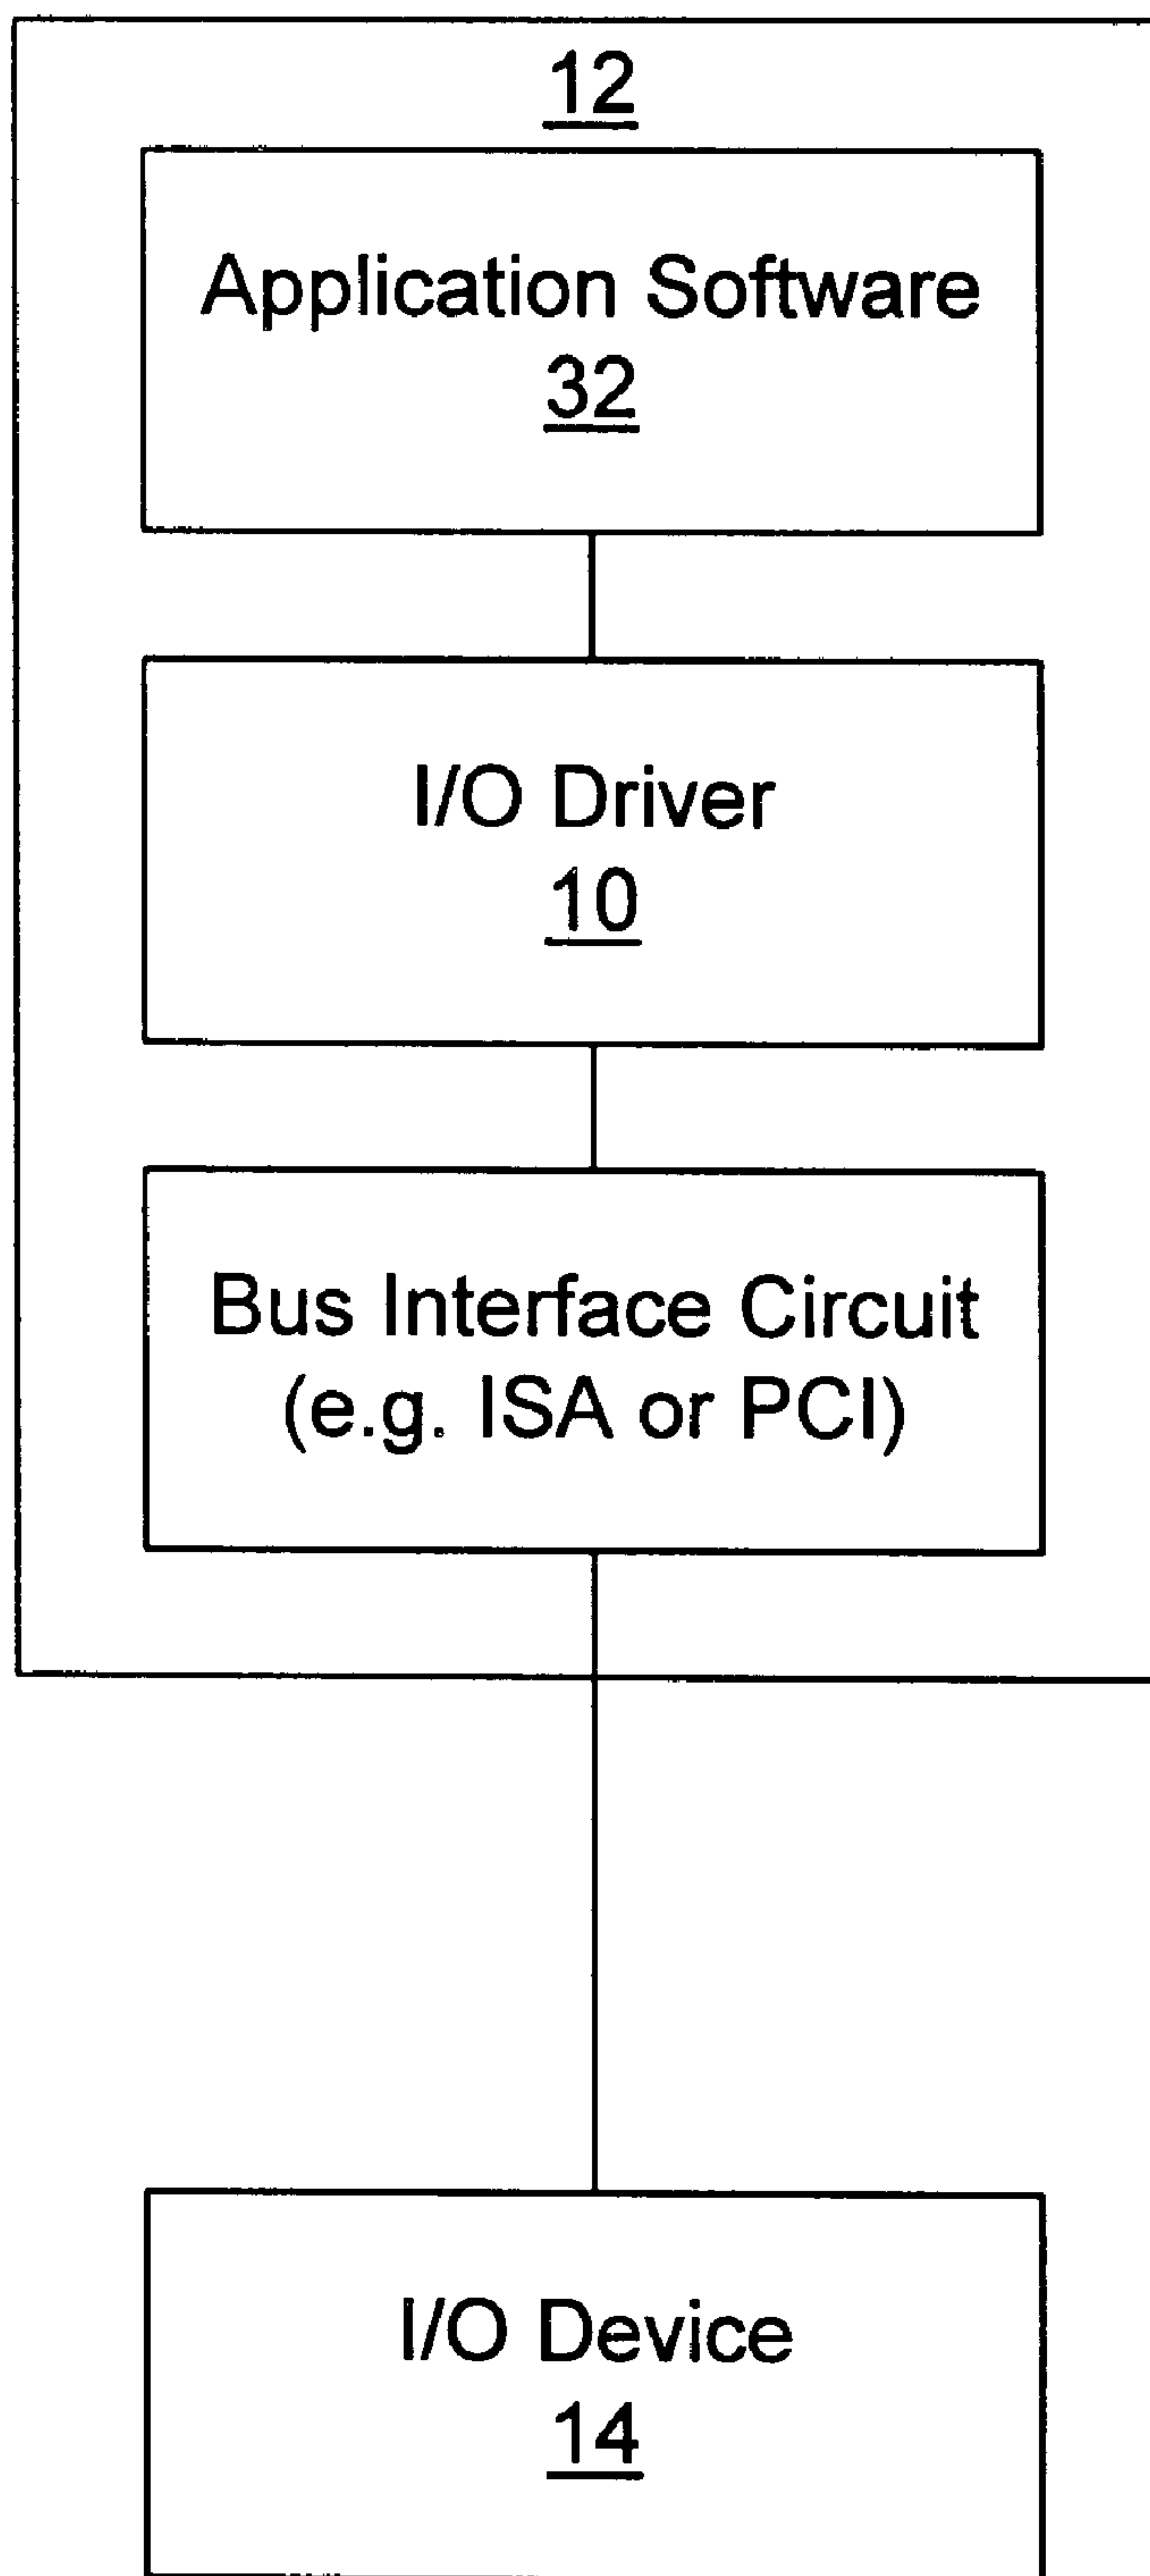 12
Application Software
32
I/O Driver
10
Bus Interface Circuit
(e.g. ISA or PCI)
I/O Device
14